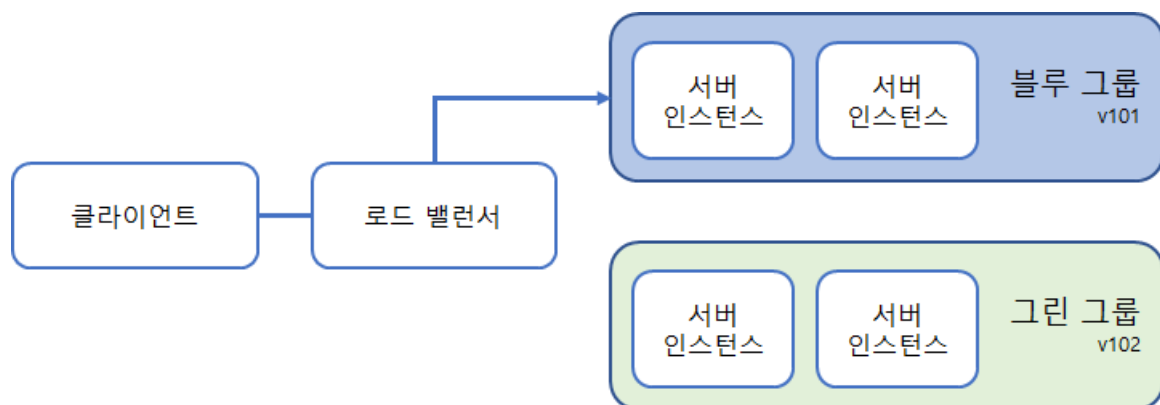 서버
인스턴스
서버
인스턴스
블루 그룹
v101
클라이언트
로드 밸런서
서버
인스턴스
서버
인스턴스
그린 그룹
v102